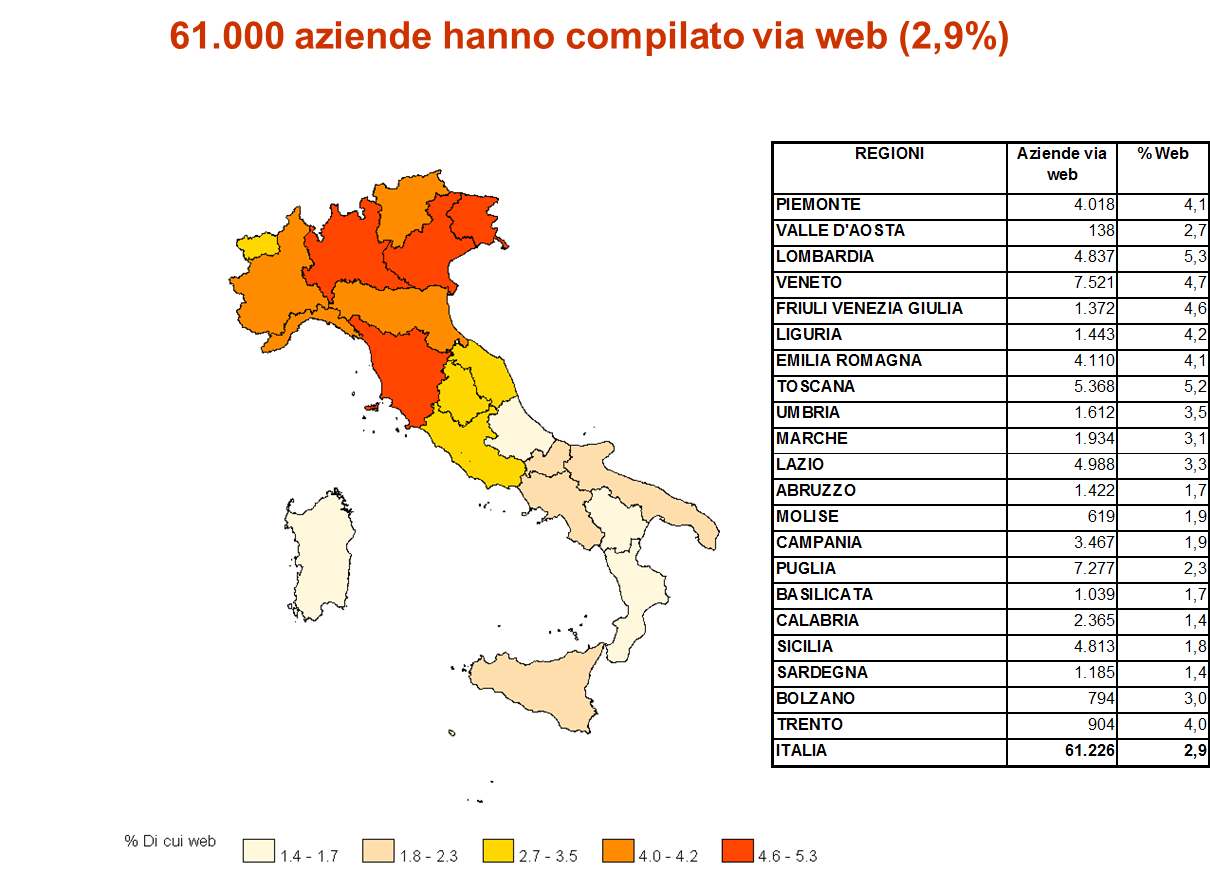 61.000 aziende hanno compilato via web (2,9%)
REGIONI Aziende via web % Web
PIEMONTE 4.018 4,1
VALLE D'AOSTA 138 2,7
LOMBARDIA 4.837 5,3
VENETO 7.521 4,7
FRIULI VENEZIA GIULIA 1.372 4,6
LIGURIA 1.443 4,2
EMILIA ROMAGNA 4.110 4,1
TOSCANA 5.368 5,2
UMBRIA 1.612 3,5
MARCHE 1.934 3,1
LAZIO 4.988 3,3
ABRUZZO 1.422 1,7
MOLISE 619 1,9
CAMPANIA 3.467 1,9
PUGLIA 7.277 2,3
BASILICATA 1.039 1,7
CALABRIA 2.365 1,4
SICILIA 4.813 1,8
SARDEGNA 1.185 1,4
BOLZANO 794 3,0
TRENTO 904 4,0
ITALIA 61.226 2,9
% Di cui web 1.4 - 1.7 1.8 - 2.3 2.7 - 3.5 4.0 - 4.2 4.6 - 5.3